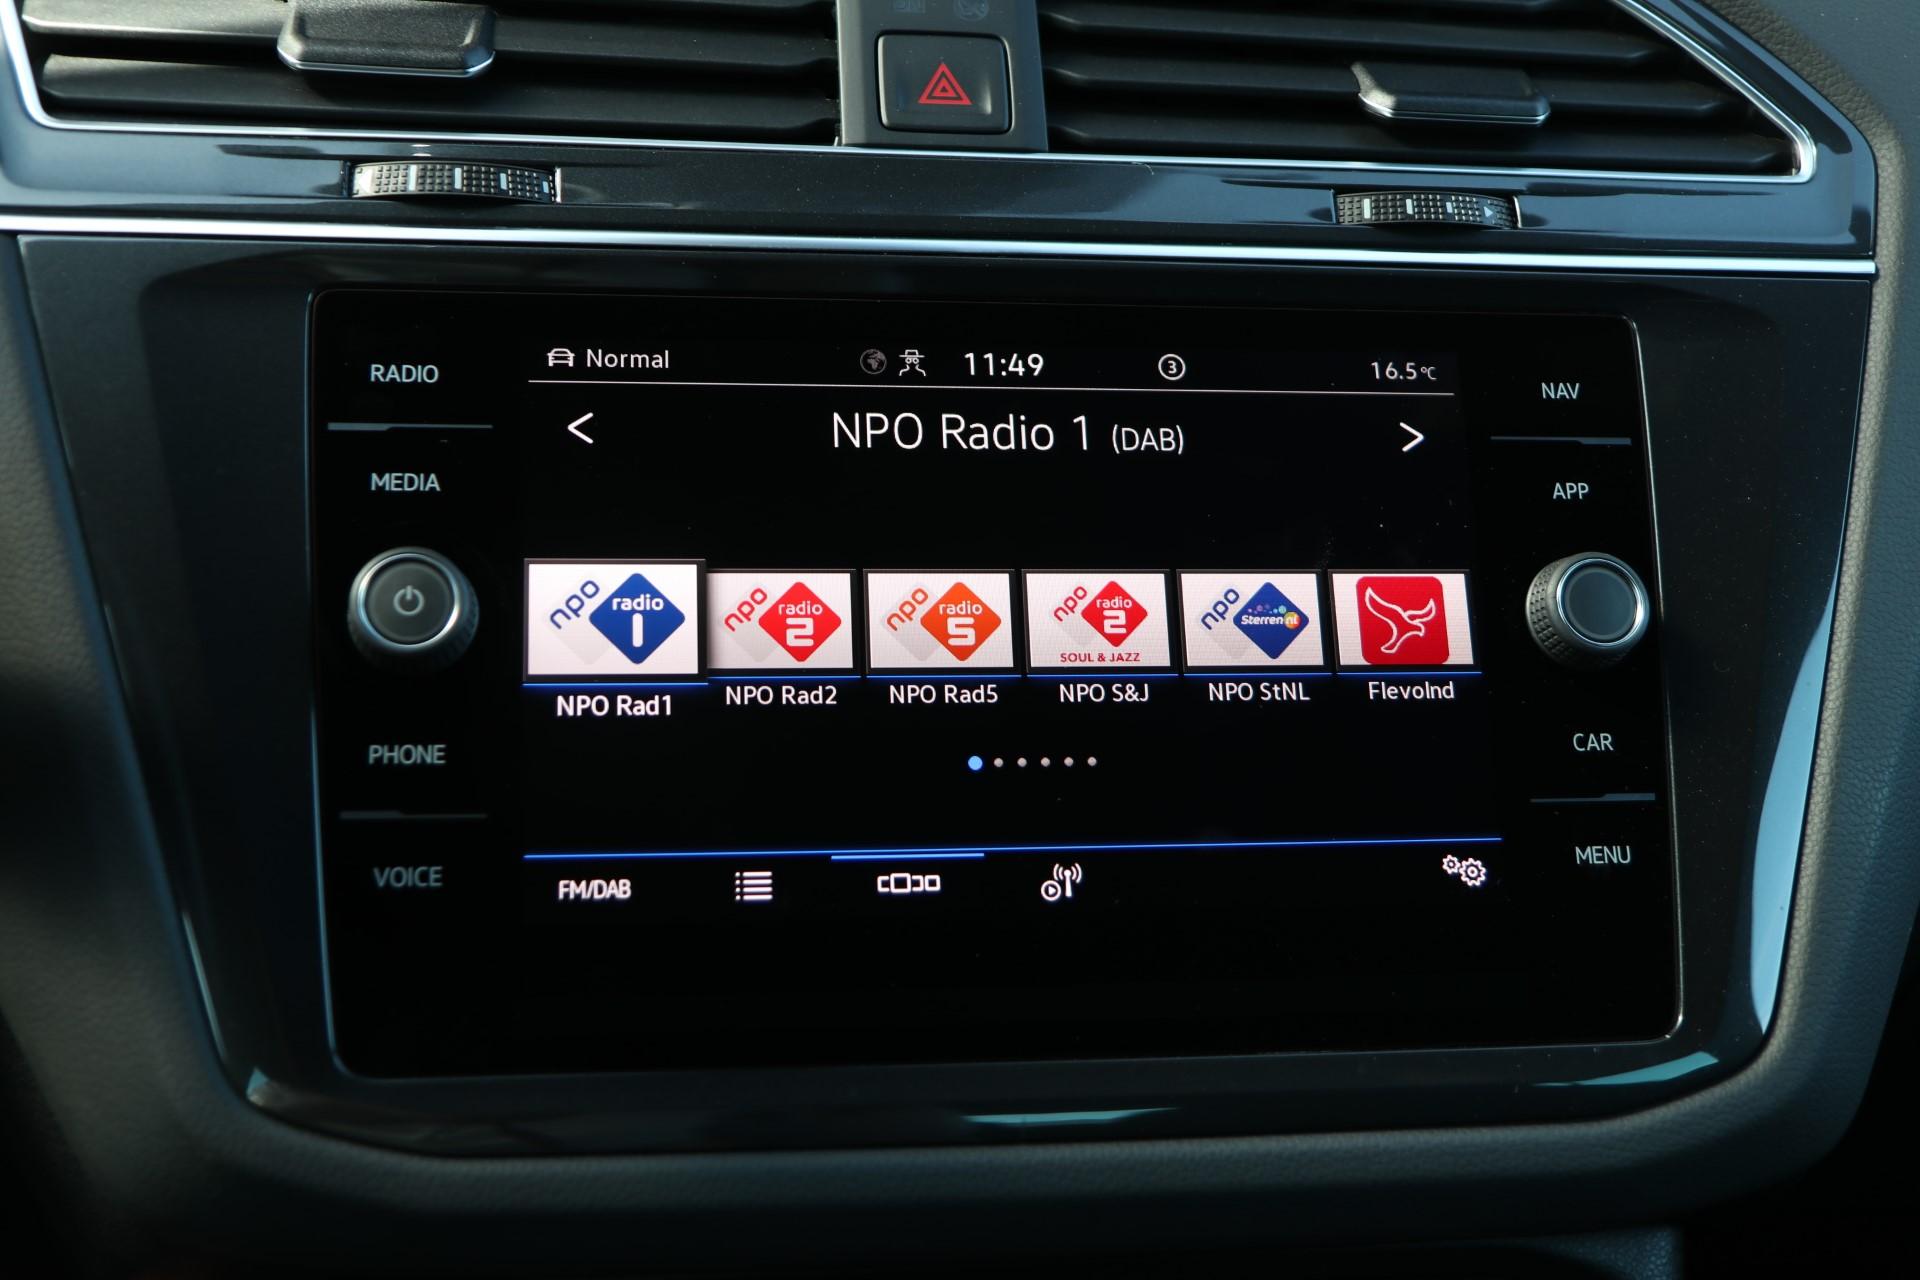 RADIO
MEDIA
PHONE
VOICE
Normal
11:49
3
16.5°C
< NPO Radio 1 (DAB) >
npo radio 1
npo radio 2
npo radio 5
npo radio 2 SOUL & JAZZ
npo Sterren nl
NPO Rad1
NPO Rad2
NPO Rad5
NPO S&J
NPO StNL
Flevolnd
FM/DAB
NAV
APP
CAR
MENU